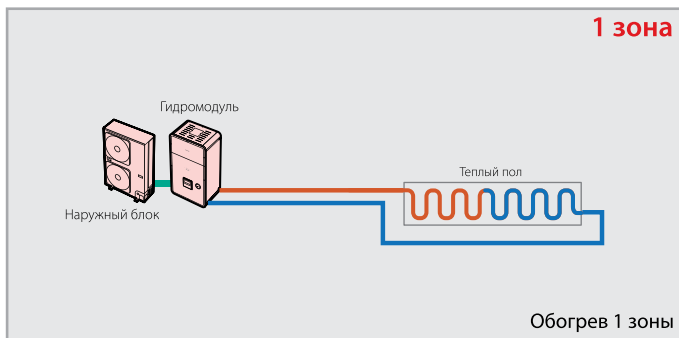 1 зона
Гидромодуль
Теплый пол
Наружный блок
Обогрев 1 зоны